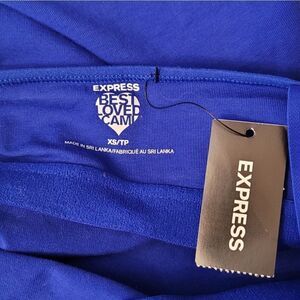 EXPRESS
BEST
LOVED
CAMI
XS/TP
MADE IN SRI LANKA/FABRIQUÉ AU SRI LANKA
EXPRESS